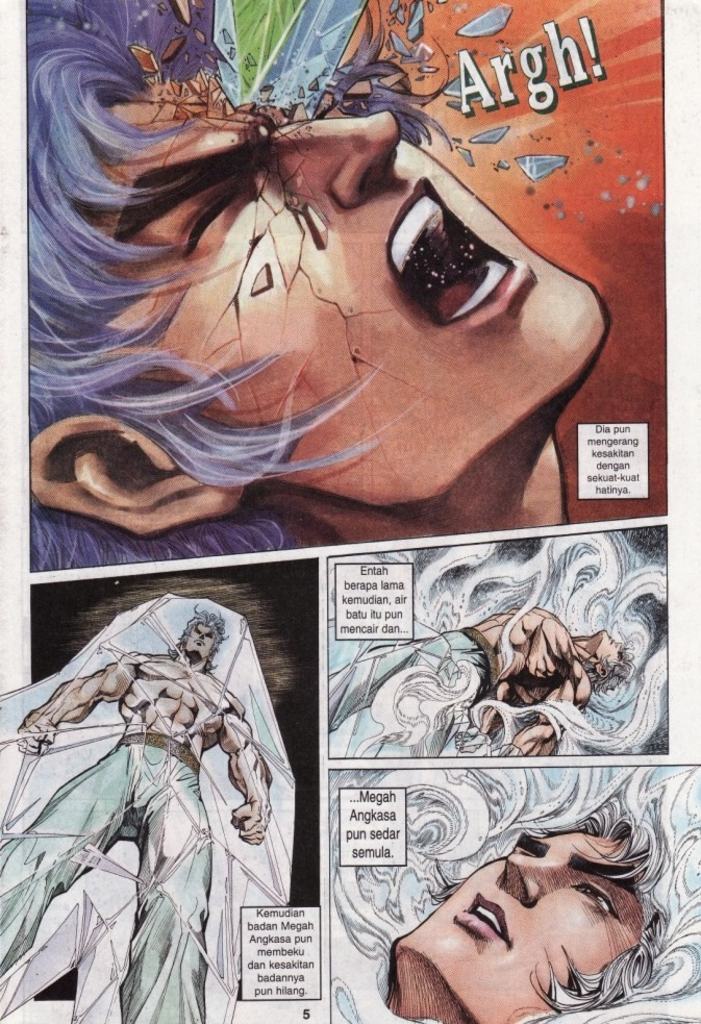 Argh!
Dia pun
mengerang
kesakitan
dengan
sekuat-kuat
hatinya.
Entah
berapa lama
kemudian, air
batu itu pun
mencair dan...
Kemudian
badan Megah
Angkasa pun
membeku
dan kesakitan
badannya
pun hilang.
...Megah
Angkasa
pun sedar
semula.
5